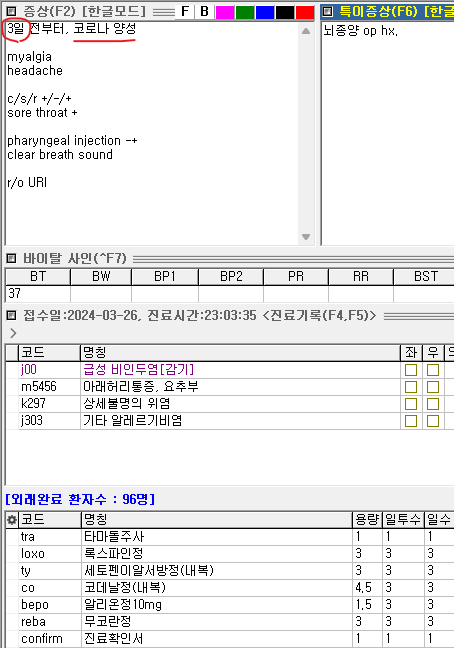 증상(F2) [한글모드] F B
3일 전부터, 코로나 양성
myalgia
headache
c/s/r +/-/+
sore throat +
pharyngeal injection -+
clear breath sound
r/o URI
특이증상(F6) [한글
뇌종양 op hx.
바이탈 사인(^F7)
BT BW BP1 BP2 PR RR BST
37
접수일:2024-03-26, 진료시간:23:03:35 <진료기록(F4,F5)>
코드 명칭 좌 우
j00 급성 비인두염[감기]
m5456 아래허리통증, 요추부
k297 상세불명의 위염
j303 기타 알레르기비염
[외래완료 환자수 : 96명]
코드 명칭 용량 일투수 일수
tra 타마돌주사 1 1 1
loxo 록스파인정 3 3 3
ty 세토펜이알서방정(내복) 3 3 3
co 코데날정(내복) 4.5 3 3
bepo 알리온정10mg 1.5 3 3
reba 무코란정 3 3 3
confirm 진료확인서 1 1 1